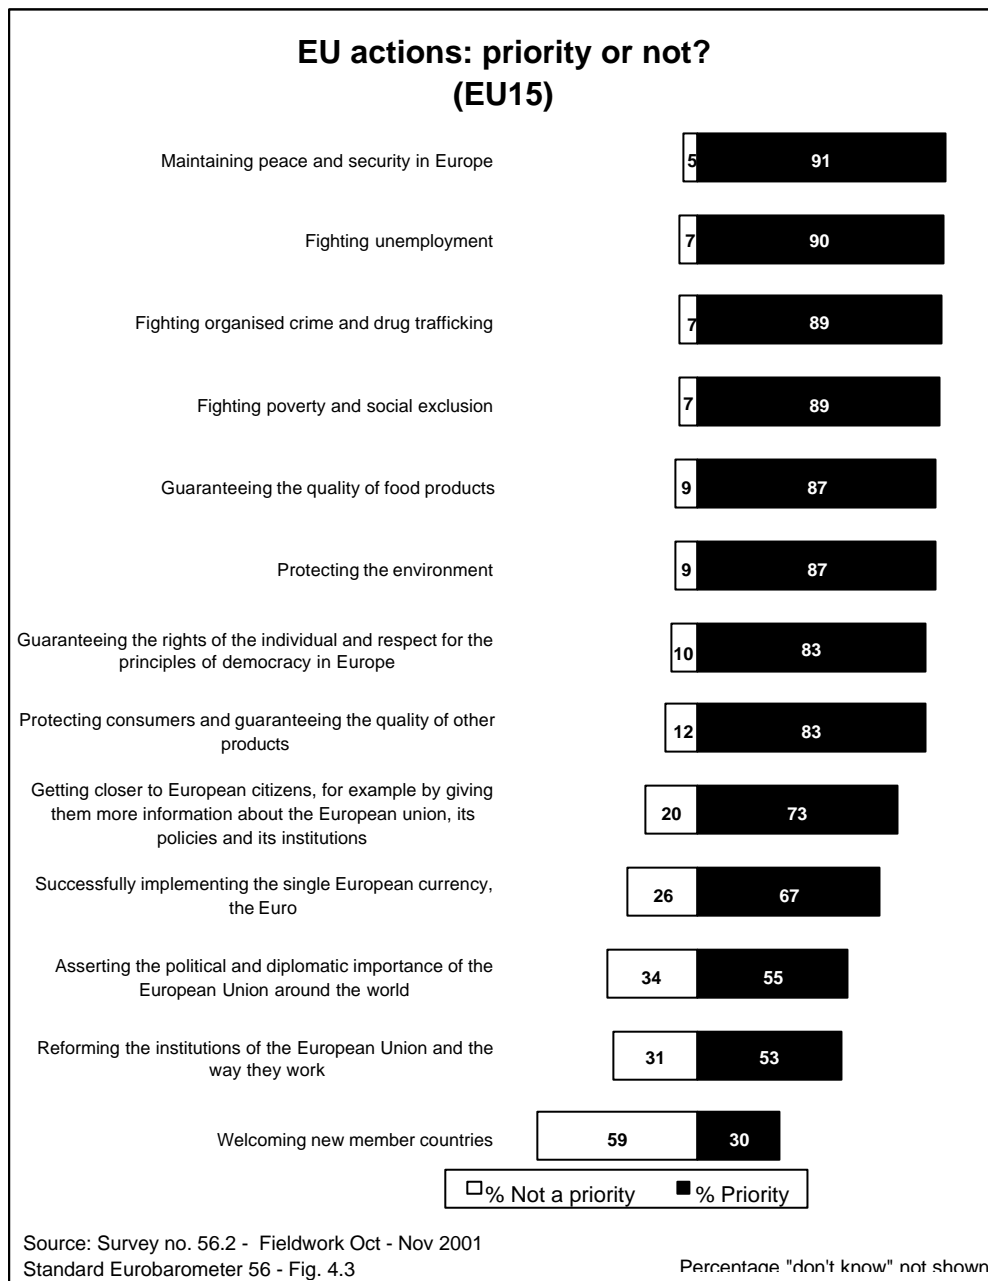 EU actions: priority or not?
(EU15)
Maintaining peace and security in Europe
5
91
Fighting unemployment
7
90
Fighting organised crime and drug trafficking
7
89
Fighting poverty and social exclusion
7
89
Guaranteeing the quality of food products
9
87
Protecting the environment
9
87
Guaranteeing the rights of the individual and respect for the
principles of democracy in Europe
10
83
Protecting consumers and guaranteeing the quality of other
products
12
83
Getting closer to European citizens, for example by giving
them more information about the European union, its
policies and its institutions
20
73
Successfully implementing the single European currency,
the Euro
26
67
Asserting the political and diplomatic importance of the
European Union around the world
34
55
Reforming the institutions of the European Union and the
way they work
31
53
Welcoming new member countries
59
30
% Not a priority
% Priority
Source: Survey no. 56.2 - Fieldwork Oct - Nov 2001
Standard Eurobarometer 56 - Fig. 4.3
Percentage "don't know" not shown